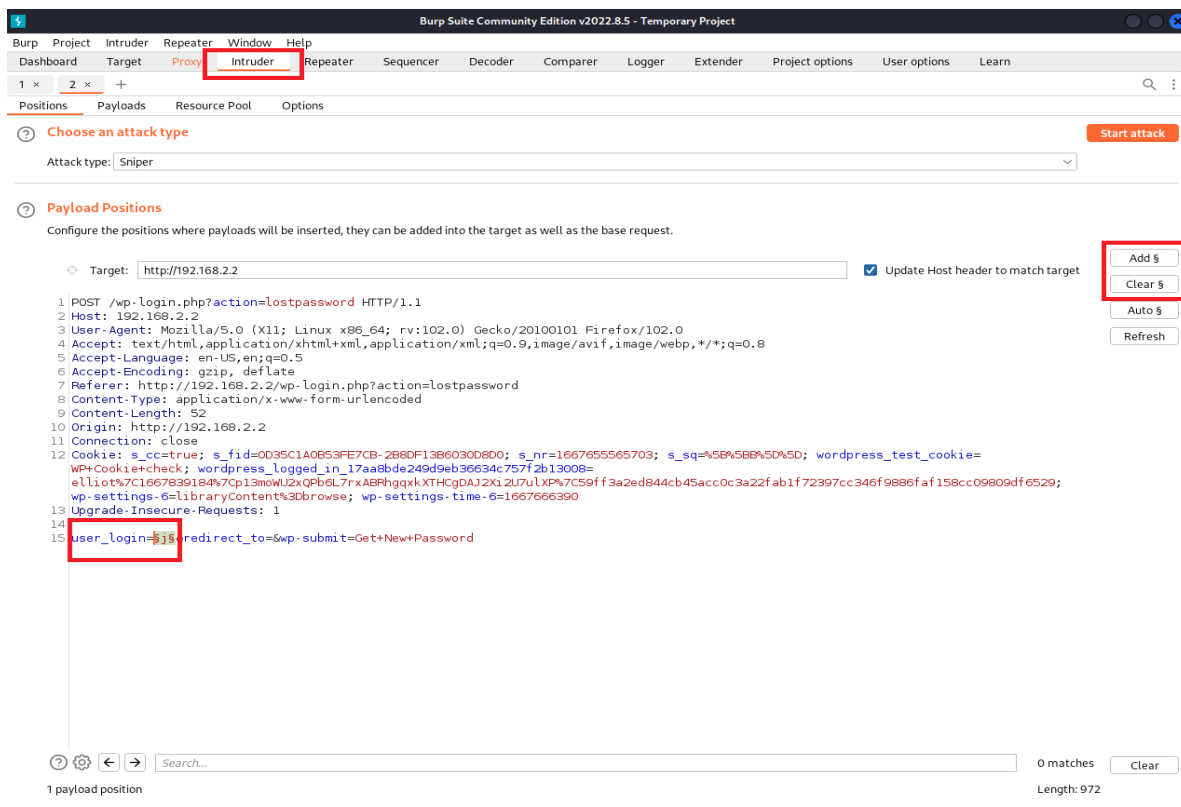 Burp Suite Community Edition v2022.8.5 - Temporary Project
Burp Project Intruder Repeater Window Help
Dashboard Target Proxy Intruder Repeater Sequencer Decoder Comparer Logger Extender Project options User options Learn
1 × 2 × +
Positions Payloads Resource Pool Options
? Choose an attack type
Start attack
Attack type: Sniper
? Payload Positions
Configure the positions where payloads will be inserted, they can be added into the target as well as the base request.
Add §
Target: http://192.168.2.2
Update Host header to match target
Clear §
Auto §
Refresh
1 POST /wp-login.php?action=lostpassword HTTP/1.1
2 Host: 192.168.2.2
3 User-Agent: Mozilla/5.0 (X11; Linux x86_64; rv:102.0) Gecko/20100101 Firefox/102.0
4 Accept: text/html,application/xhtml+xml,application/xml;q=0.9,image/avif,image/webp,*/*;q=0.8
5 Accept-Language: en-US,en;q=0.5
6 Accept-Encoding: gzip, deflate
7 Referer: http://192.168.2.2/wp-login.php?action=lostpassword
8 Content-Type: application/x-www-form-urlencoded
9 Content-Length: 52
10 Origin: http://192.168.2.2
11 Connection: close
12 Cookie: s_cc=true; s_fid=0D35C1A0B53FE7CB-2B8DF13B6030D8D0; s_nr=1667655565703; s_sq=%5B%5BB%5D%5D; wordpress_test_cookie=
WP+Cookie+check; wordpress_logged_in_17aa8bde249d9eb36634c757f2b13008=
elliot%7C1667839184%7Cp13moWU2xQPb6L7rxABRhgqxkXTHCgDAJ2Xi2U7ulXP%7C59ff3a2ed844cb45acc0c3a22fab1f72397cc346f9886faf158cc09809df6529;
wp-settings-6=libraryContent%3Dbrowse; wp-settings-time-6=1667666390
13 Upgrade-Insecure-Requests: 1
14
15 user_login=§j§&redirect_to=&wp-submit=Get+New+Password
? Search... 0 matches Clear
1 payload position
Length: 972